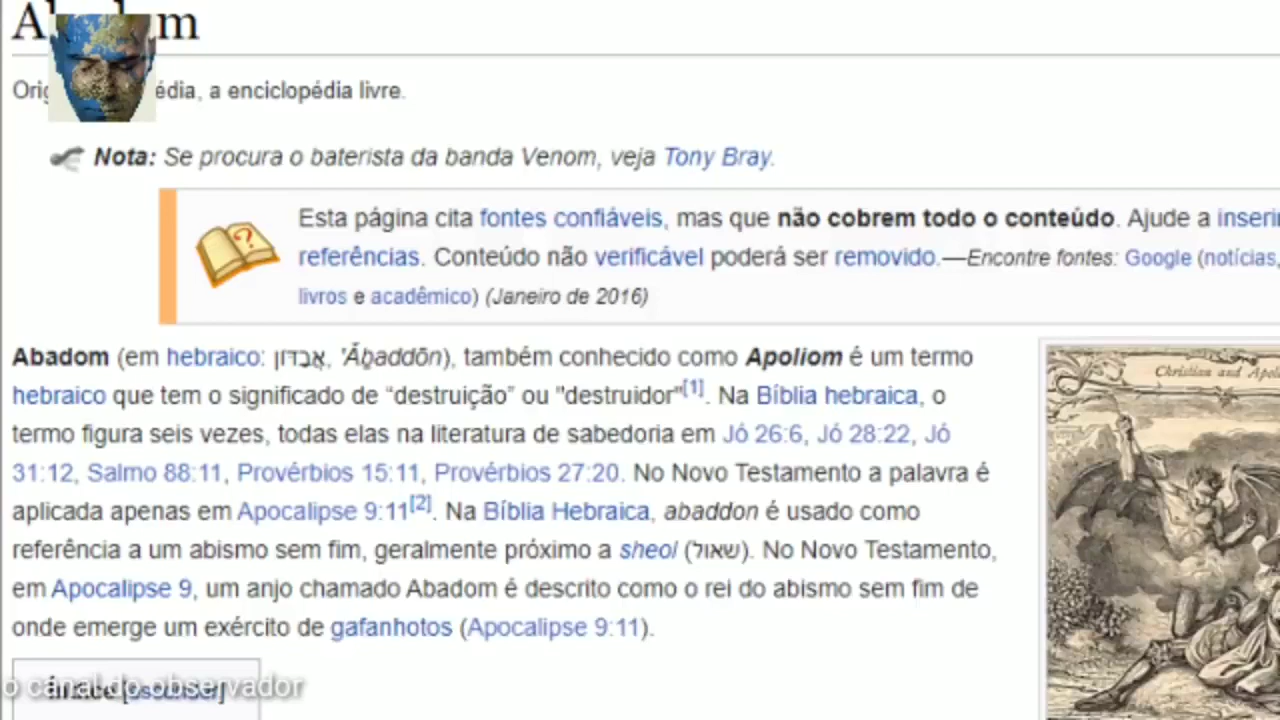 Orig édia, a enciclopédia livre.
Nota: Se procura o baterista da banda Venom, veja Tony Bray.
Esta página cita fontes confiáveis, mas que não cobrem todo o conteúdo. Ajude a inserir
referências. Conteúdo não verificável poderá ser removido.—Encontre fontes: Google (notícias,
livros e acadêmico) (Janeiro de 2016)
Abadom (em hebraico: אֲבַדּוֹן, 'Ăḇaddōn), também conhecido como Apoliom é um termo
hebraico que tem o significado de “destruição” ou "destruidor"[1]. Na Bíblia hebraica, o
termo figura seis vezes, todas elas na literatura de sabedoria em Jó 26:6, Jó 28:22, Jó
31:12, Salmo 88:11, Provérbios 15:11, Provérbios 27:20. No Novo Testamento a palavra é
aplicada apenas em Apocalipse 9:11[2]. Na Bíblia Hebraica, abaddon é usado como
referência a um abismo sem fim, geralmente próximo a sheol (שאול). No Novo Testamento,
em Apocalipse 9, um anjo chamado Abadom é descrito como o rei do abismo sem fim de
onde emerge um exército de gafanhotos (Apocalipse 9:11).
Christian and Apol
Índice [esconder]
o canal do observador